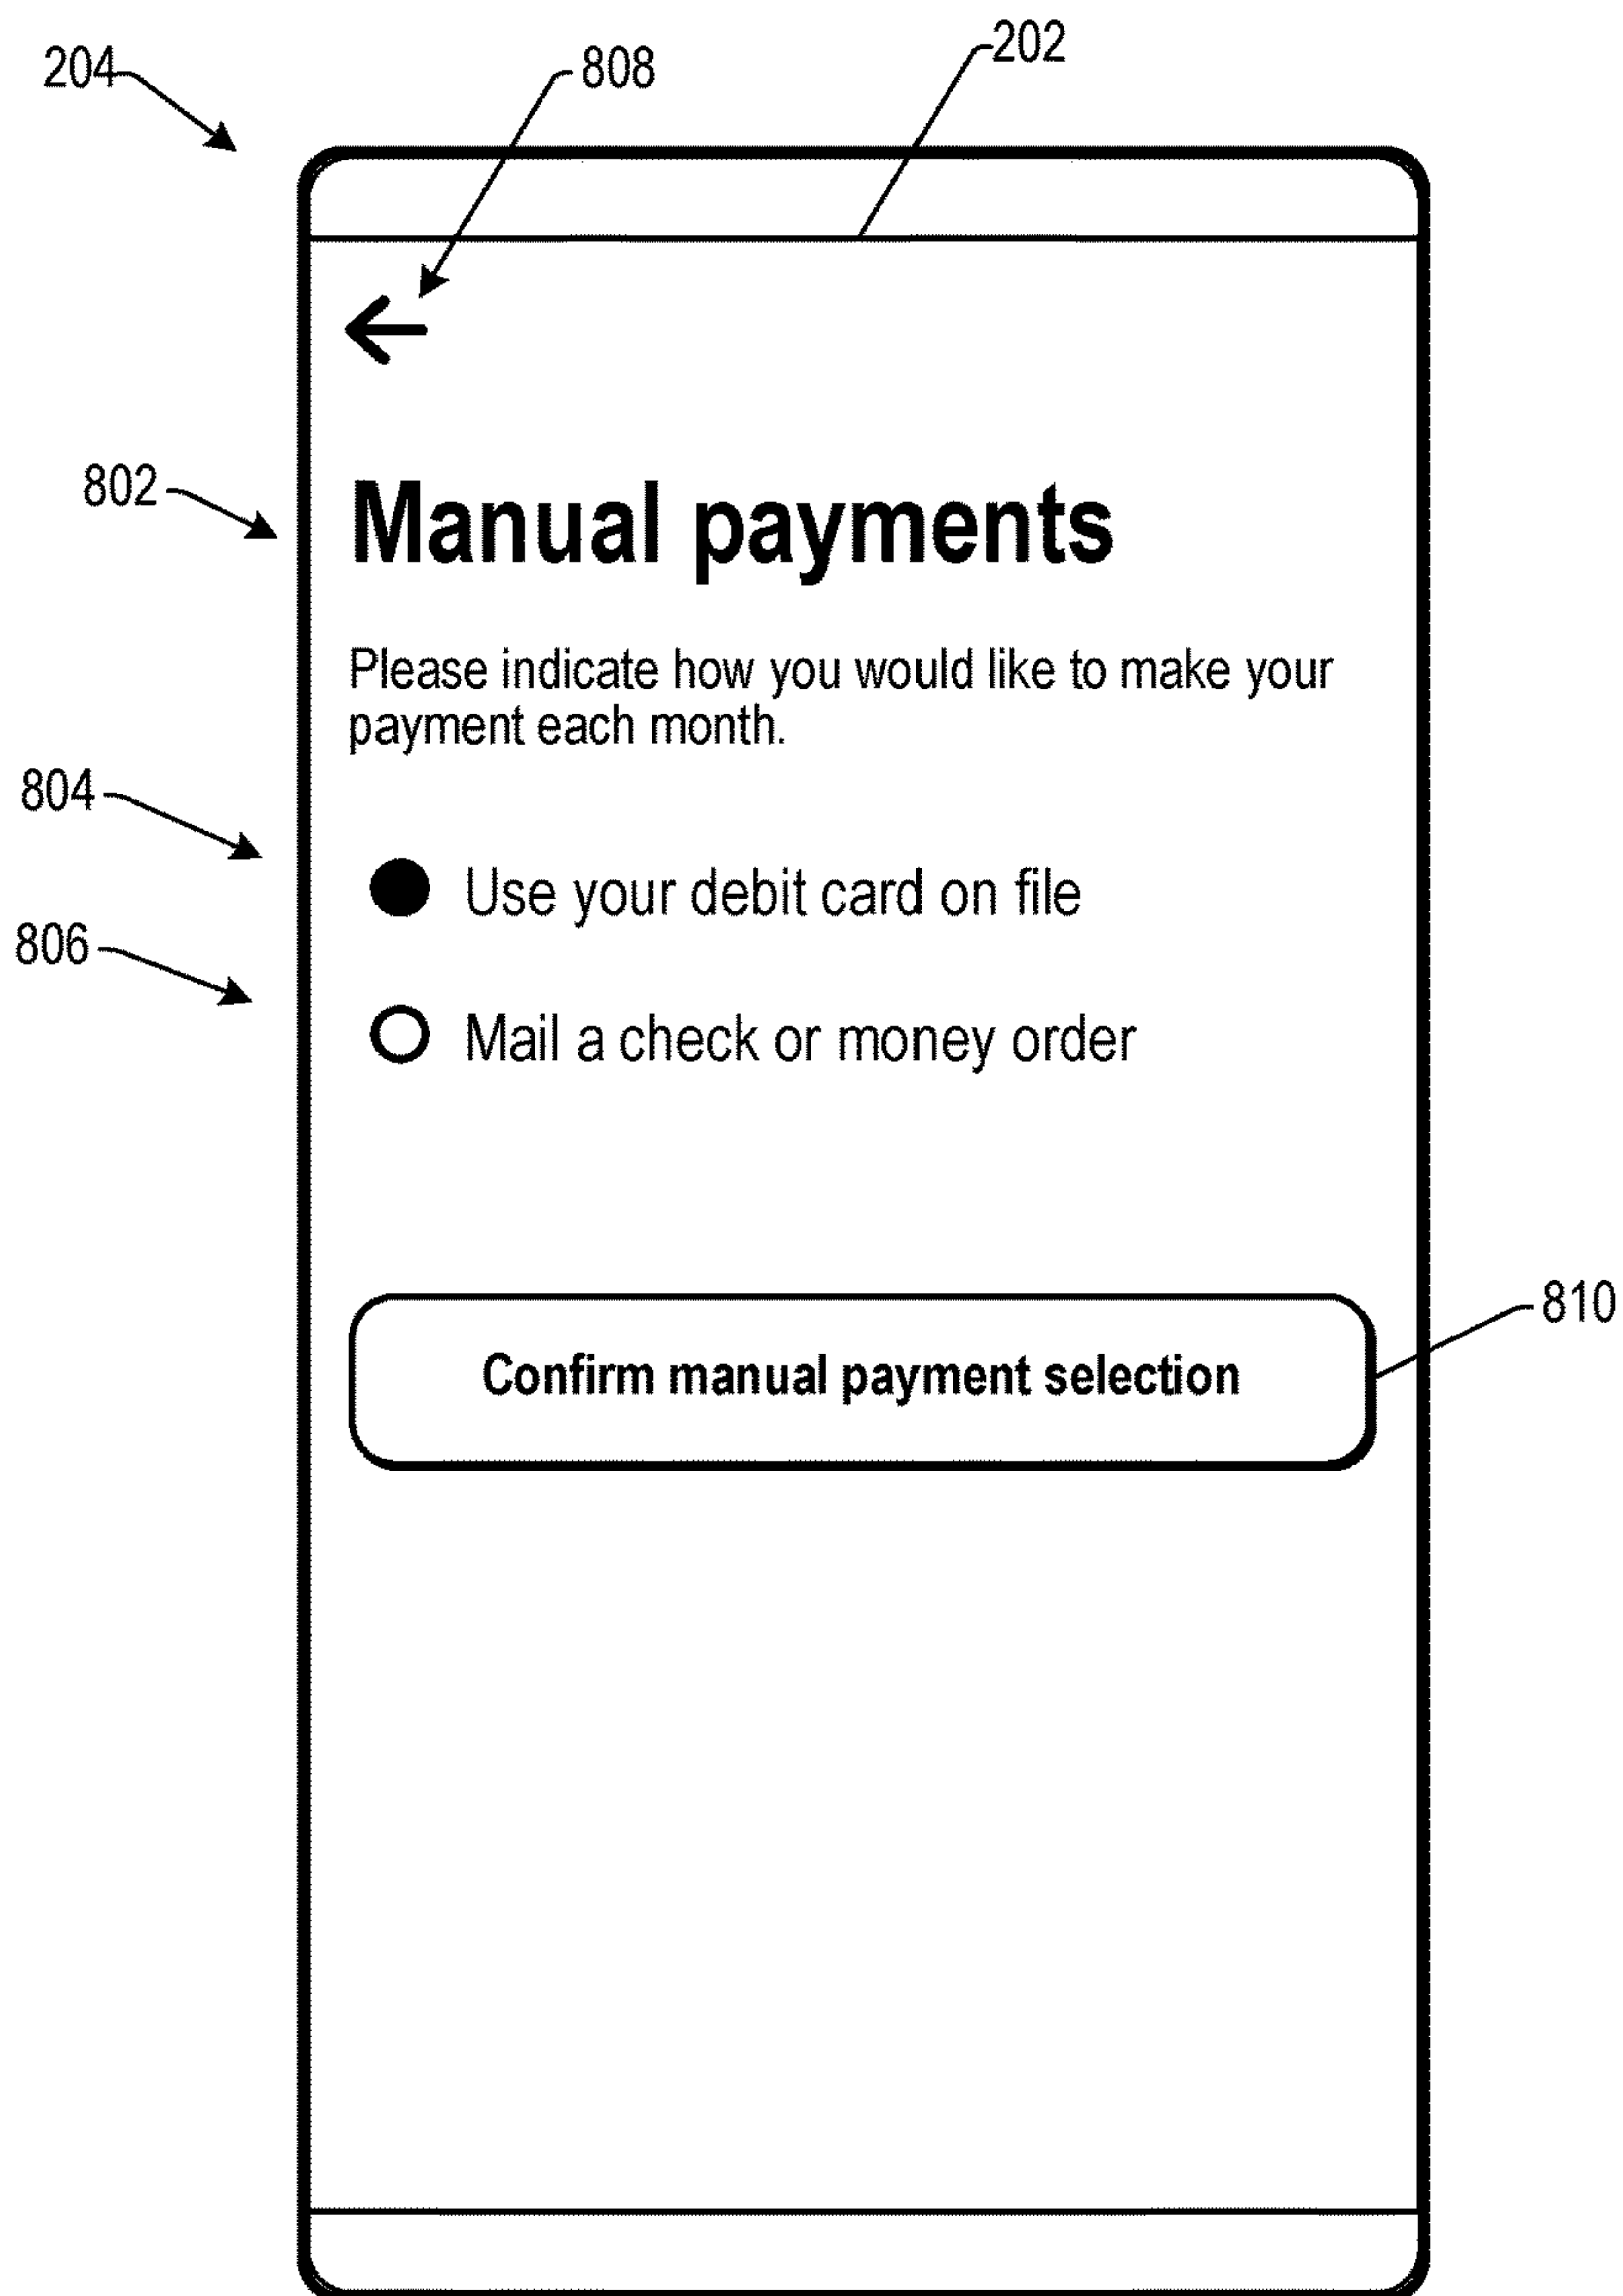 202
204
808
802
Manual payments
Please indicate how you would like to make your
payment each month.
804
Use your debit card on file
806
Mail a check or money order
810
Confirm manual payment selection